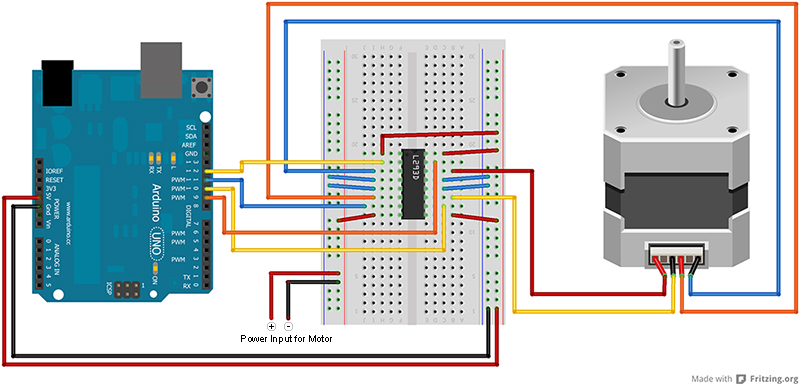 SCL
SDA
AREF
GND
13
12
PWM 11
PWM 10
PWM 9
8
7
PWM 6
PWM 5
4
PWM 3
2
TX 1
RX 0
DIGITAL
IOREF
RESET
3V3
5V
Gnd
Vin
POWER
www.arduino.cc
ANALOG IN
0
1
2
3
4
5
RX
TX
L
Arduino
UNO
ON
ICSP
1
L293D
Power Input for Motor
+ −
Made with Fritzing.org